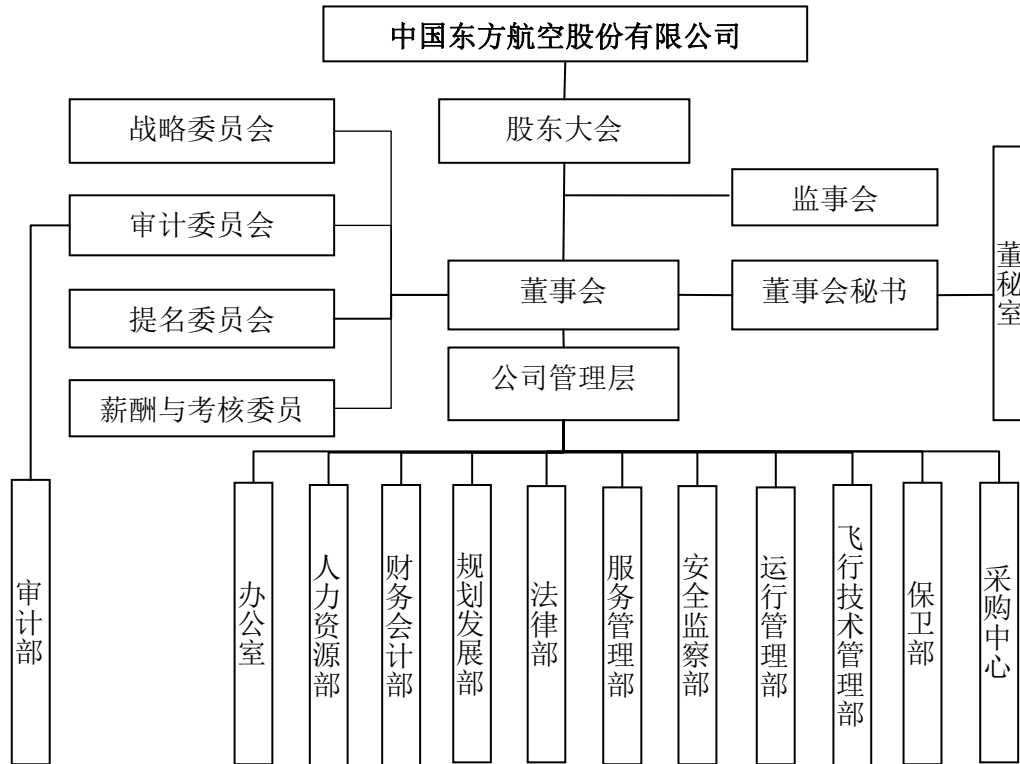 中国东方航空股份有限公司
战略委员会
股东大会
审计委员会
监事会
提名委员会
董事会
董事会秘书
董秘室
薪酬与考核委员
公司管理层
审计部
办公室
人力资源部
财务会计部
规划发展部
法律部
服务管理部
安全监察部
运行管理部
飞行技术管理部
保卫部
采购中心